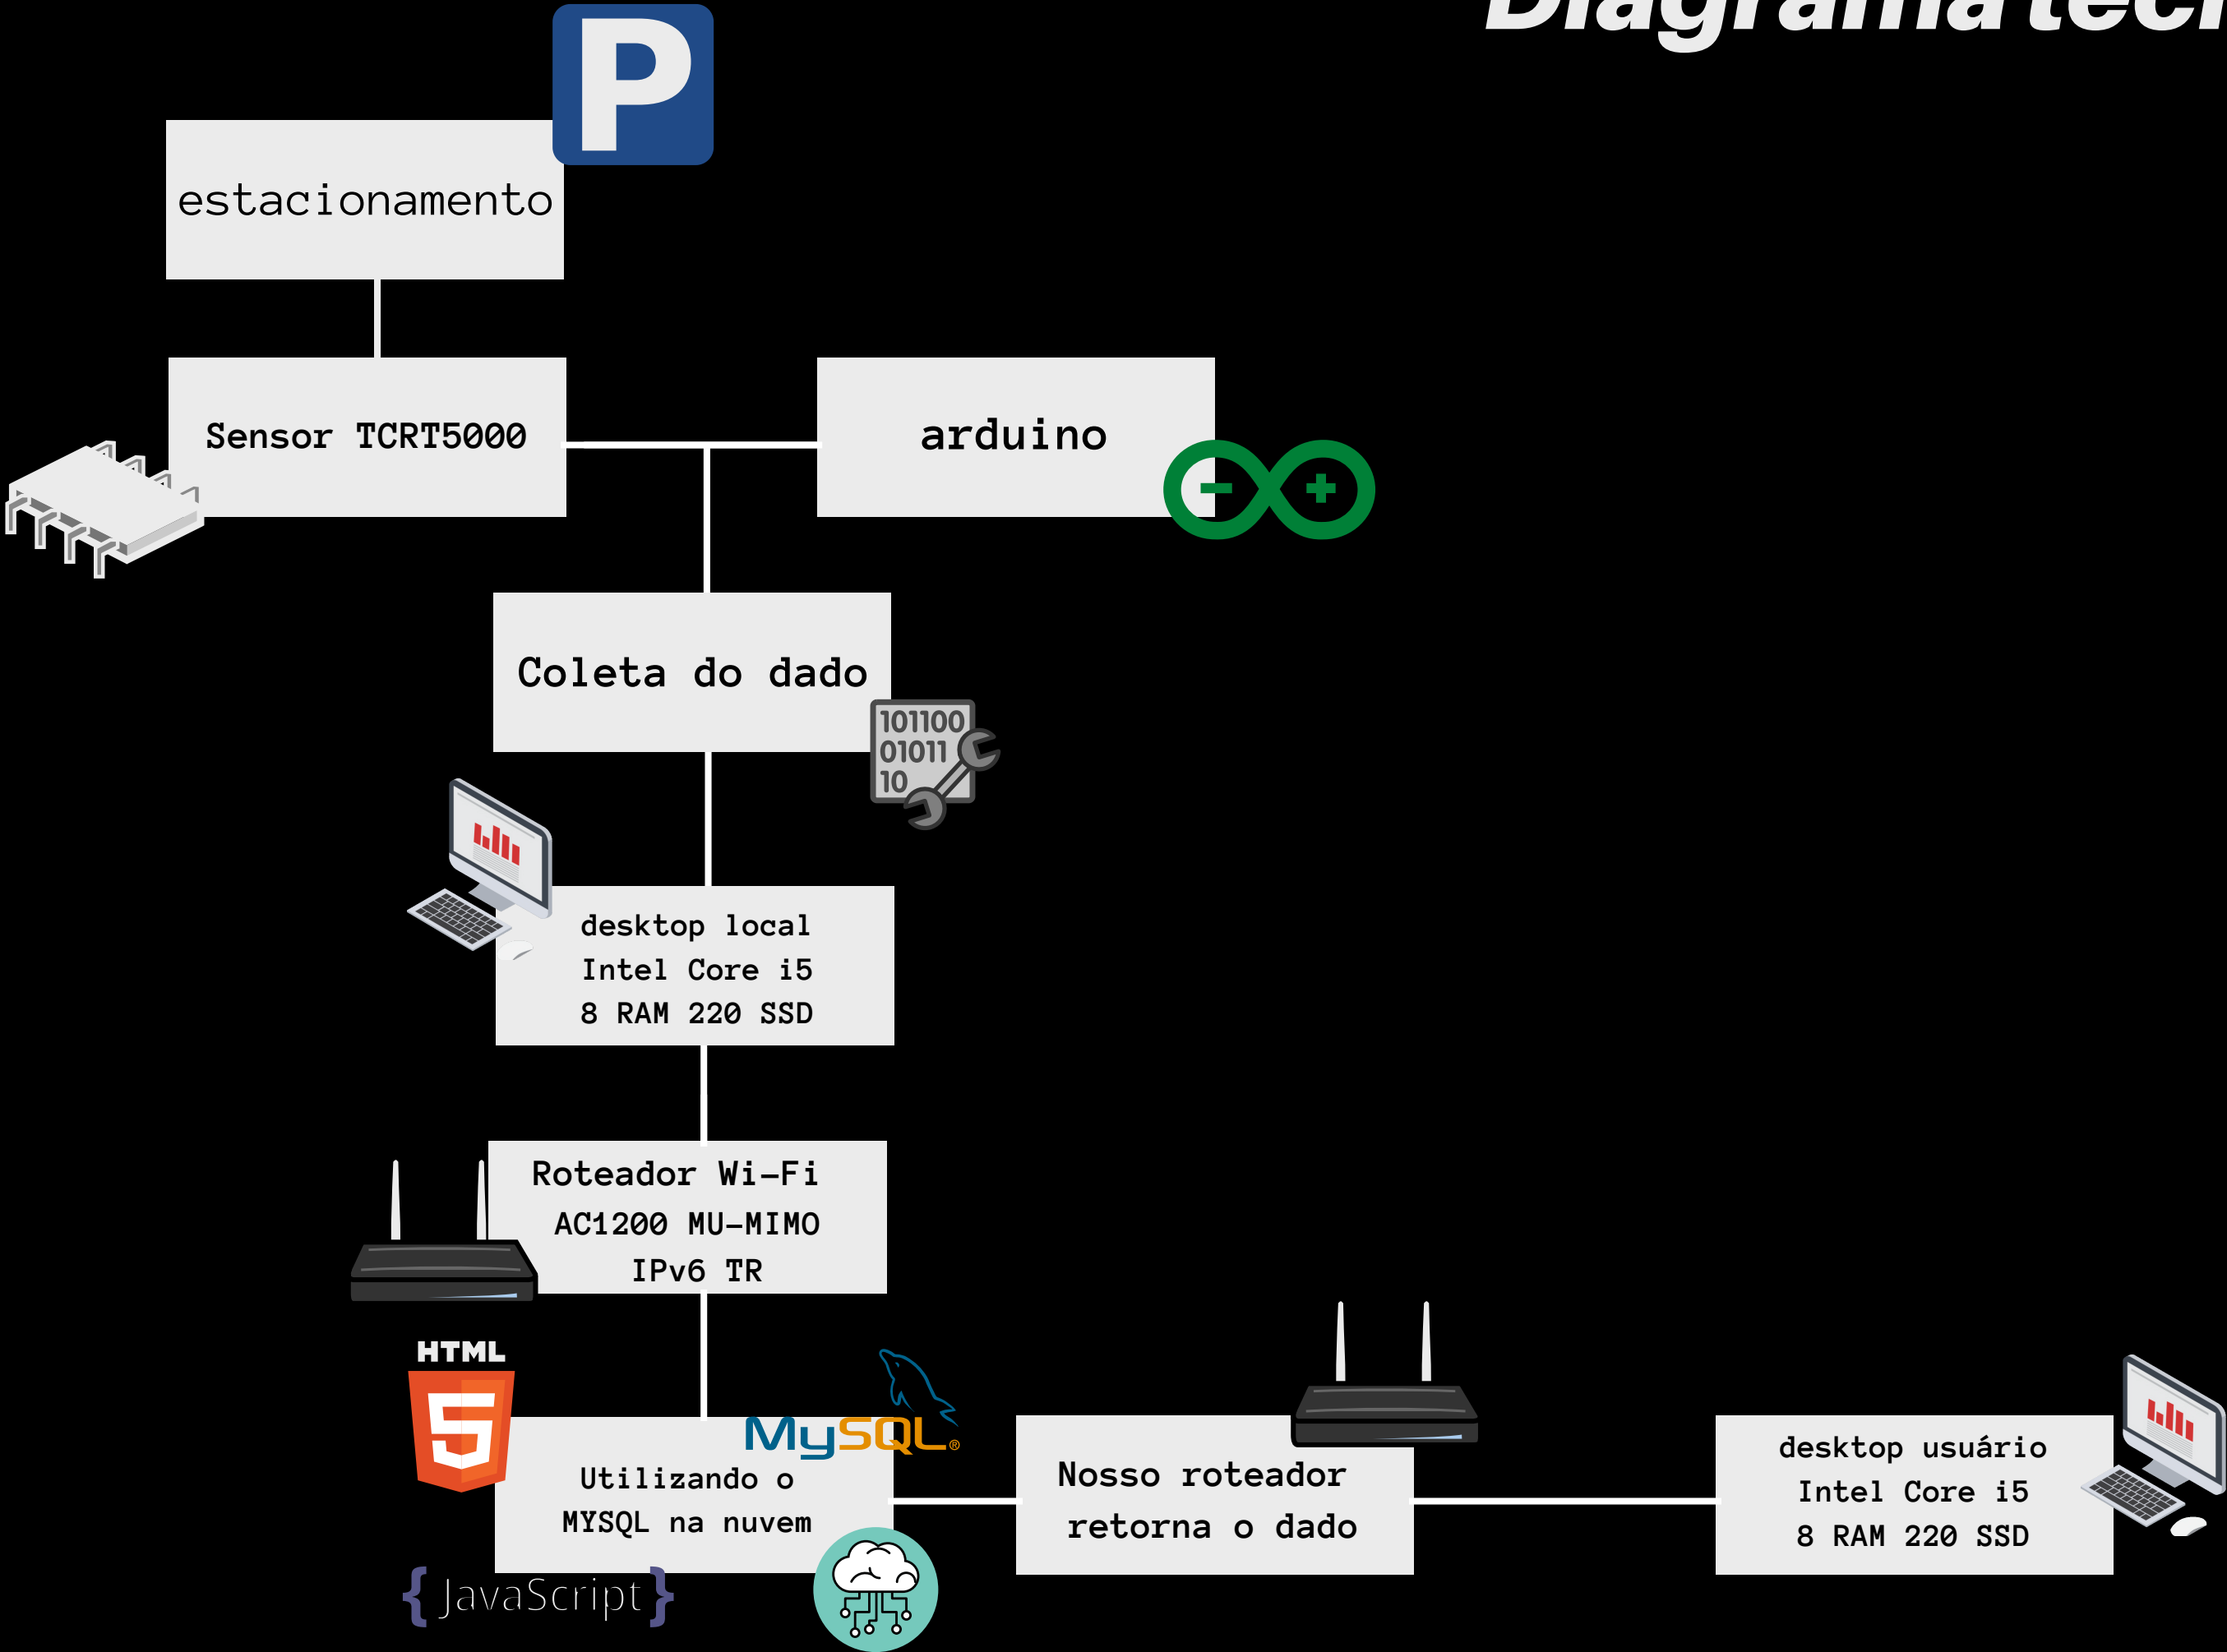 P
estacionamento
Sensor TCRT5000
arduino
Coleta do dado
101100
01011
10
desktop local
Intel Core i5
8 RAM 220 SSD
Roteador Wi-Fi
AC1200 MU-MIMO
IPv6 TR
HTML
5
MySQL®
Utilizando o
MYSQL na nuvem
{JavaScript}
Nosso roteador
retorna o dado
desktop usuário
Intel Core i5
8 RAM 220 SSD